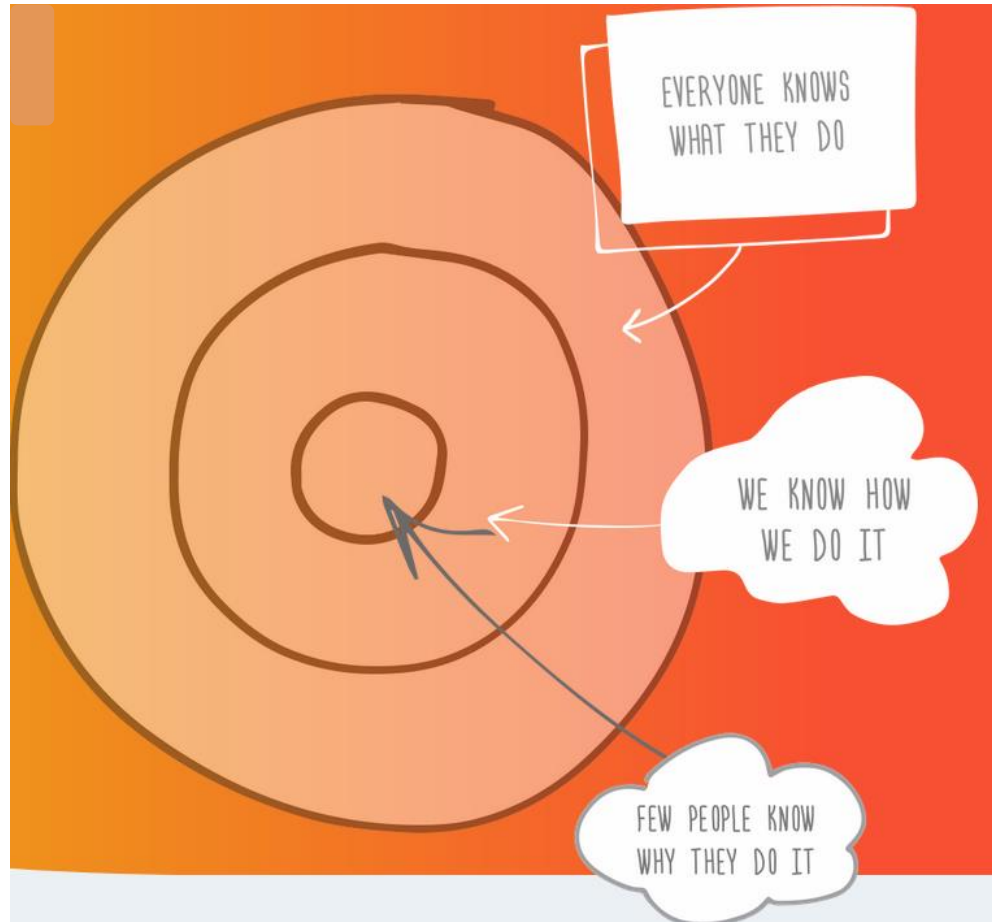 EVERYONE KNOWS
WHAT THEY DO
WE KNOW HOW
WE DO IT
FEW PEOPLE KNOW
WHY THEY DO IT